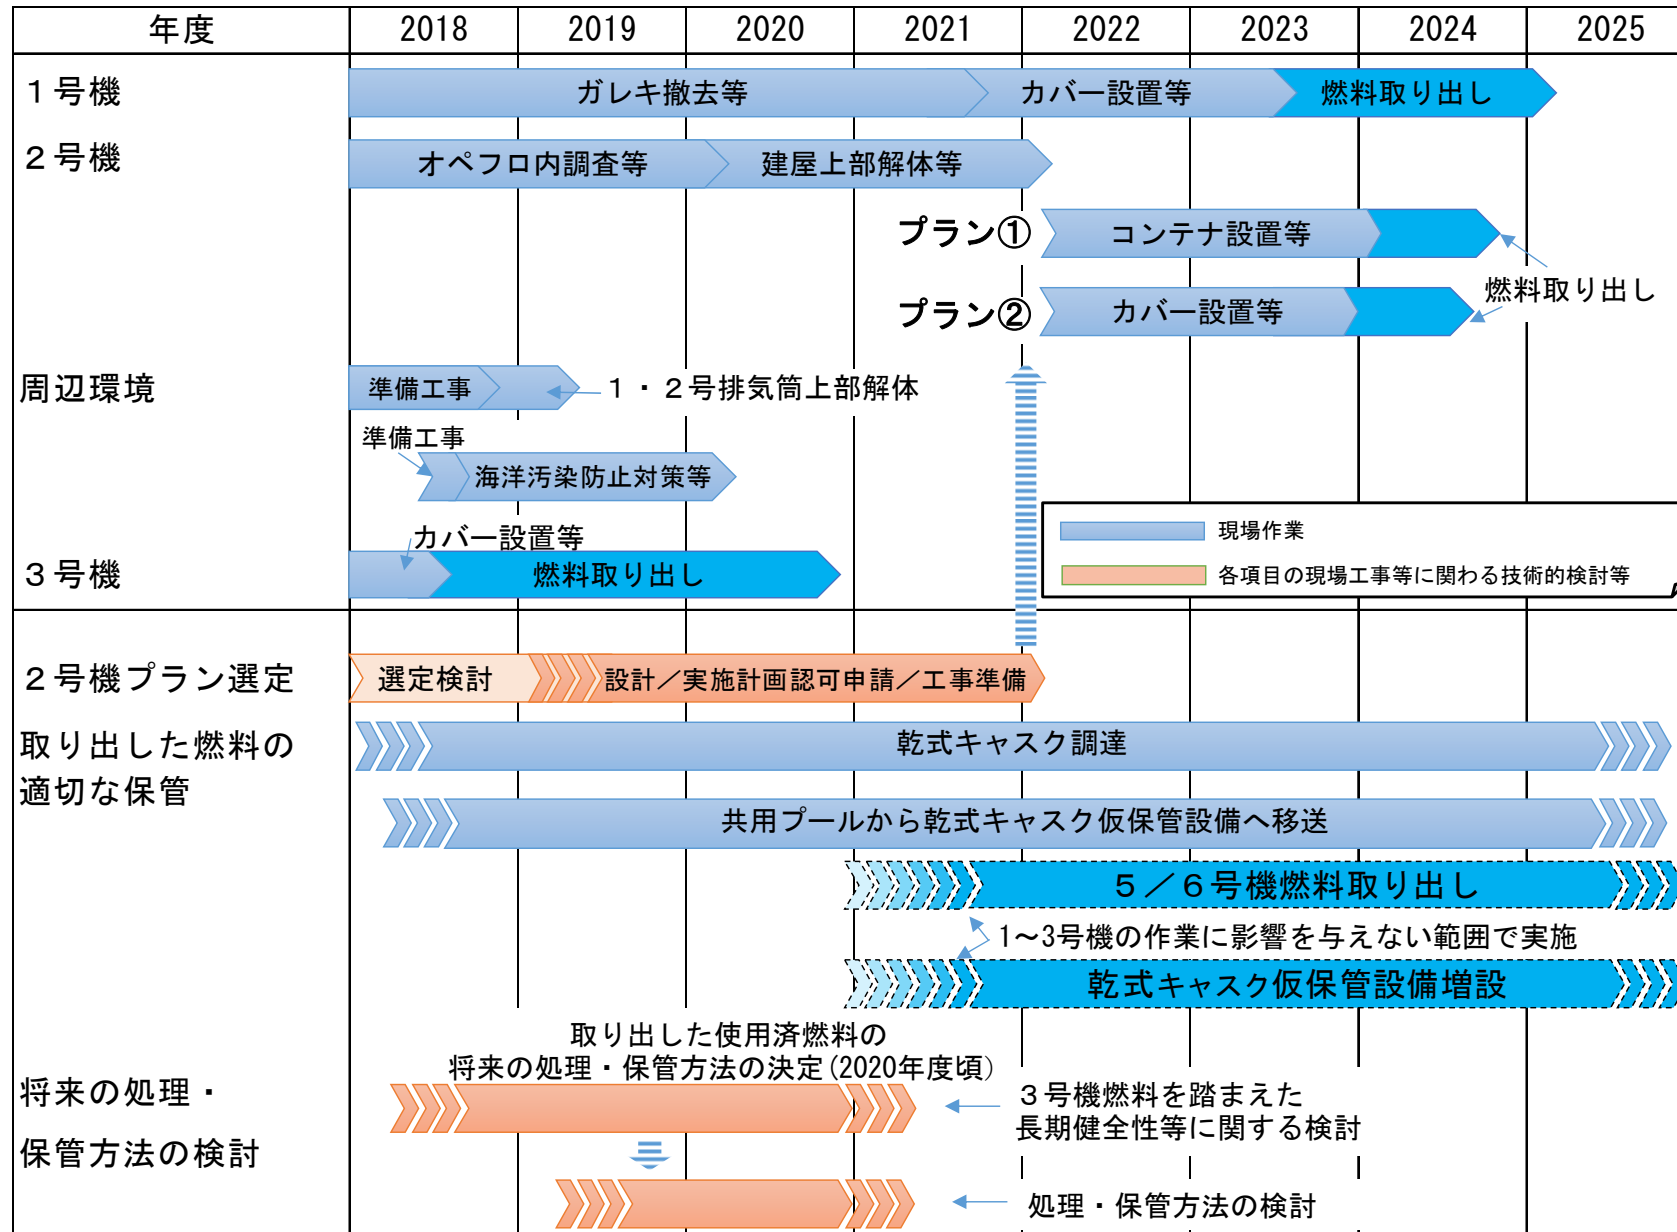 年度 2018 2019 2020 2021 2022 2023 2024 2025
１号機 ガレキ撤去等 カバー設置等 燃料取り出し
２号機 オペフロ内調査等 建屋上部解体等
プラン① コンテナ設置等
燃料取り出し
プラン② カバー設置等
周辺環境 準備工事 １・２号排気筒上部解体
準備工事
海洋汚染防止対策等
カバー設置等
３号機 燃料取り出し
現場作業
各項目の現場工事等に関わる技術的検討等
２号機プラン選定 選定検討 設計／実施計画認可申請／工事準備
取り出した燃料の
適切な保管
乾式キャスク調達
共用プールから乾式キャスク仮保管設備へ移送
５／６号機燃料取り出し
1～3号機の作業に影響を与えない範囲で実施
乾式キャスク仮保管設備増設
取り出した使用済燃料の
将来の処理・保管方法の決定(2020年度頃)
将来の処理・
保管方法の検討
３号機燃料を踏まえた
長期健全性等に関する検討
処理・保管方法の検討